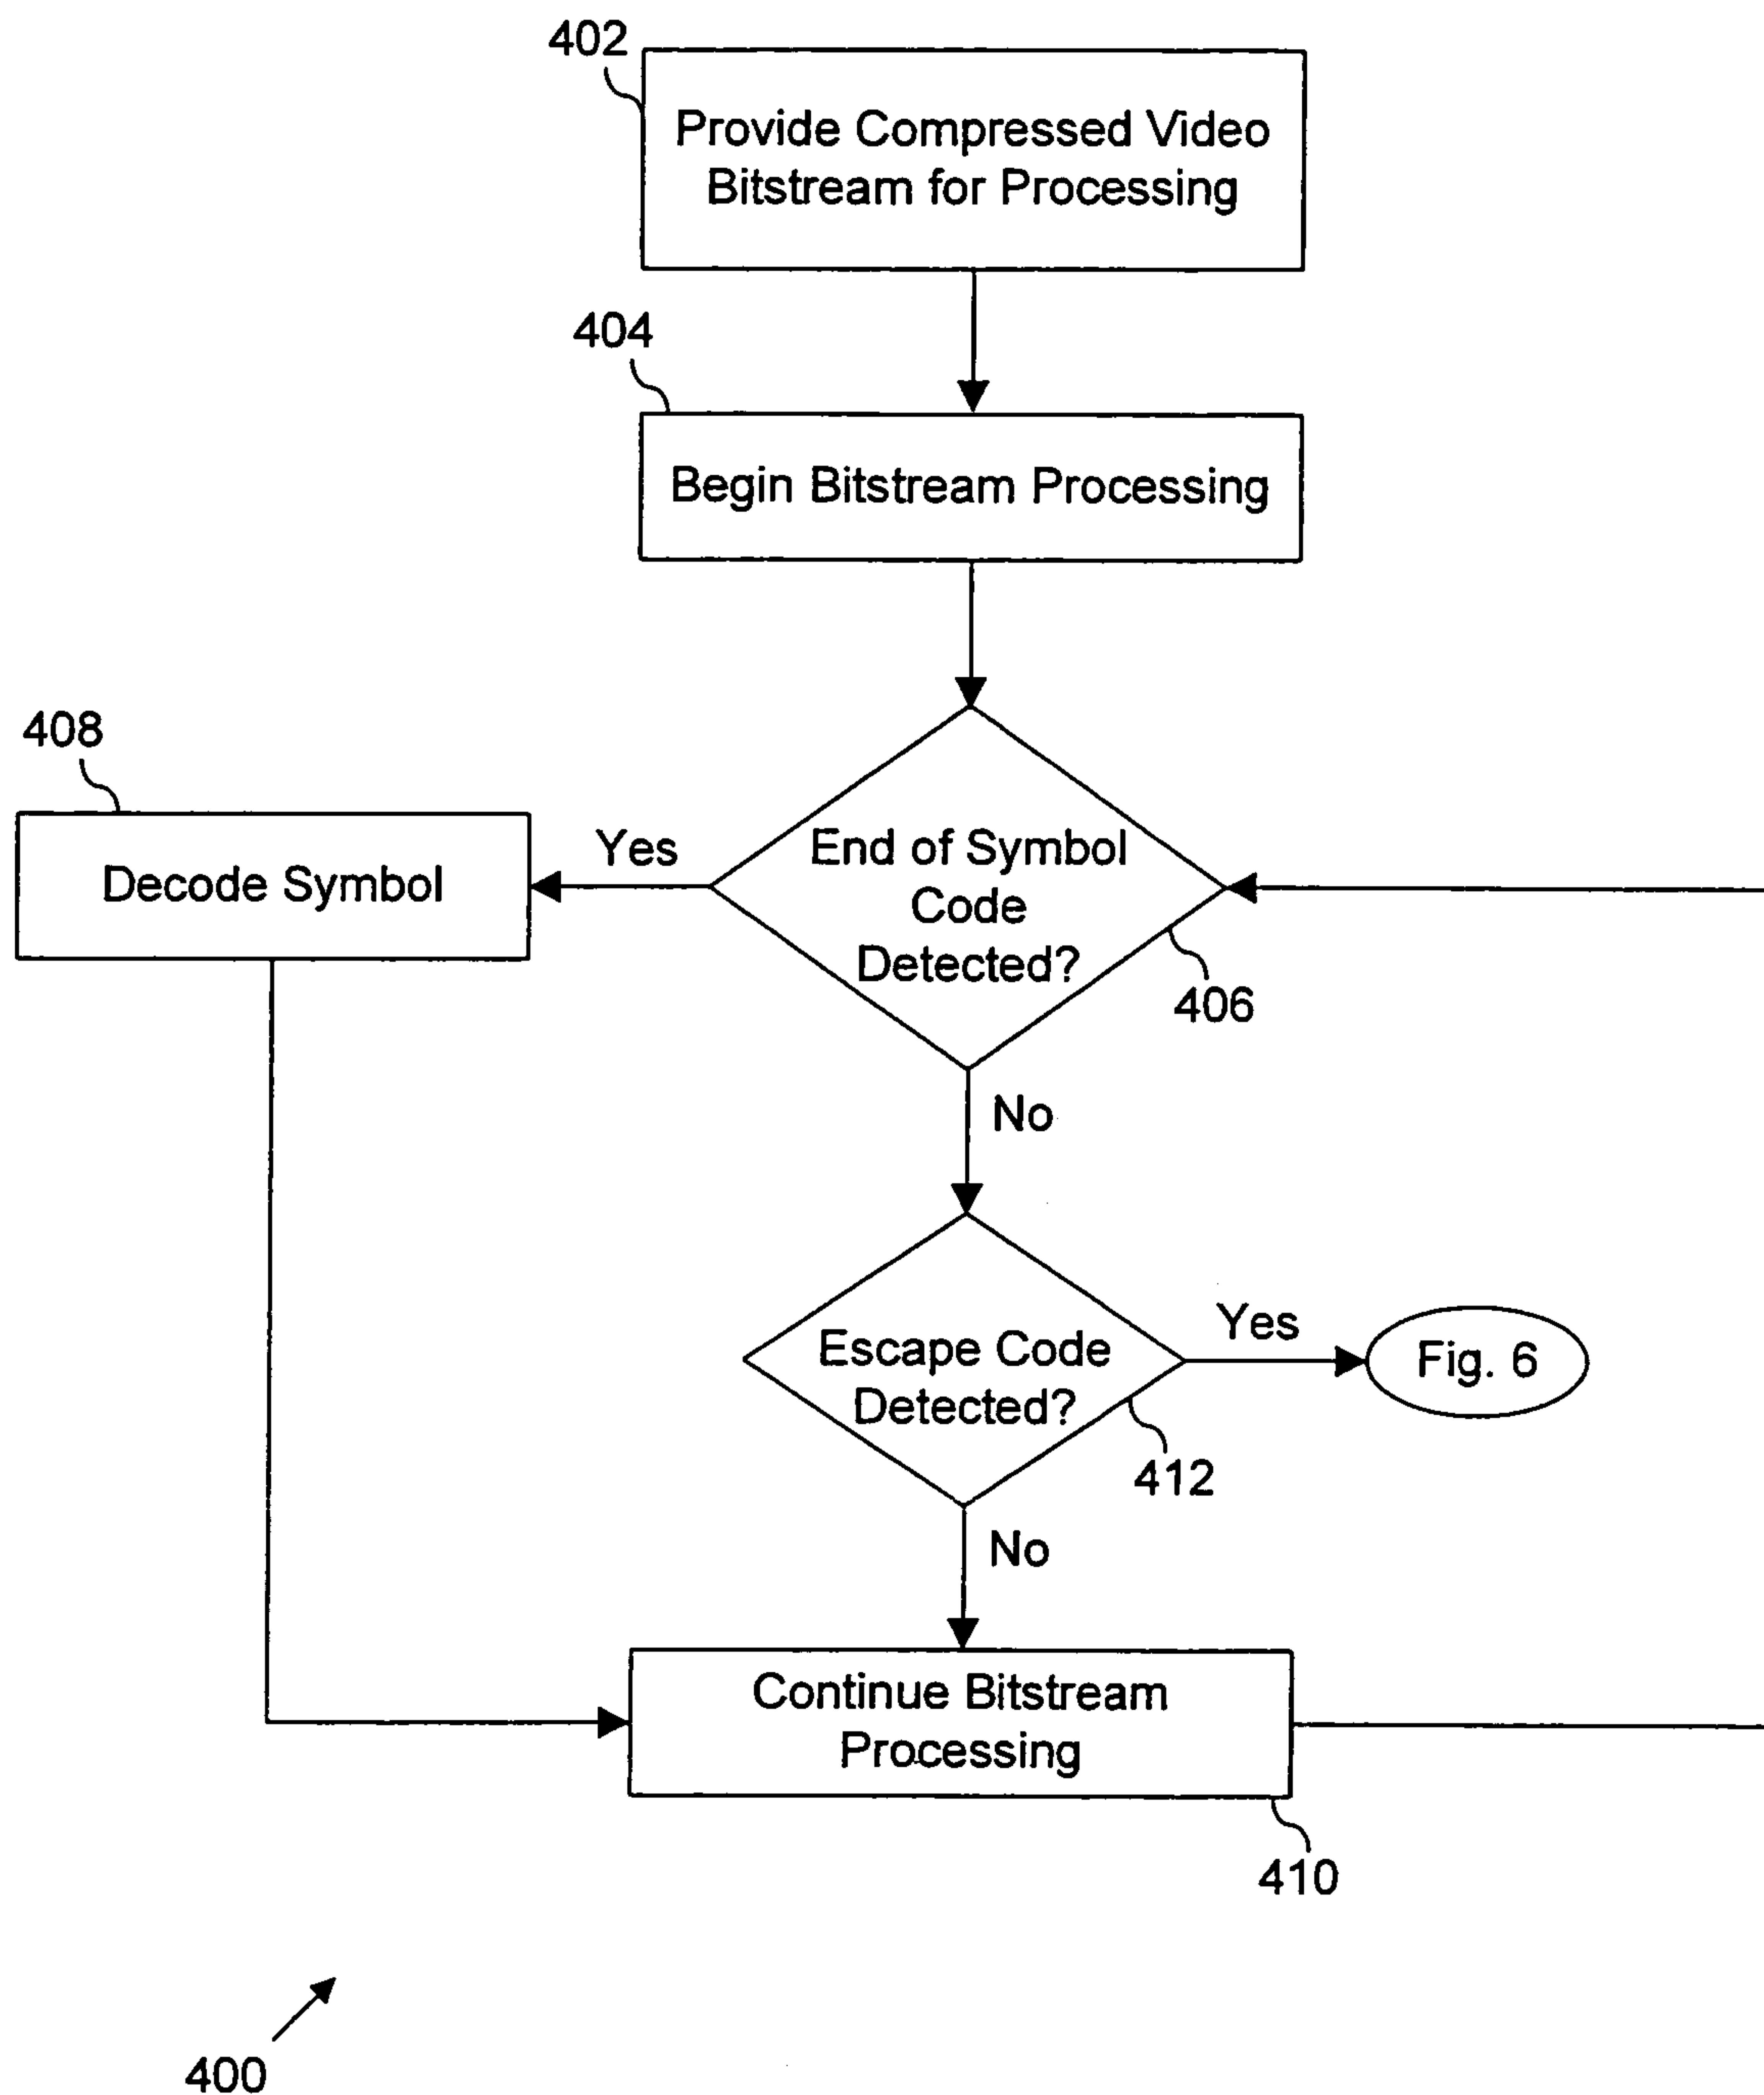 402
Provide Compressed Video
Bitstream for Processing
404
Begin Bitstream Processing
408
Decode Symbol
Yes
End of Symbol
Code
Detected?
406
No
Escape Code
Detected?
Yes
Fig. 6
412
No
Continue Bitstream
Processing
410
400